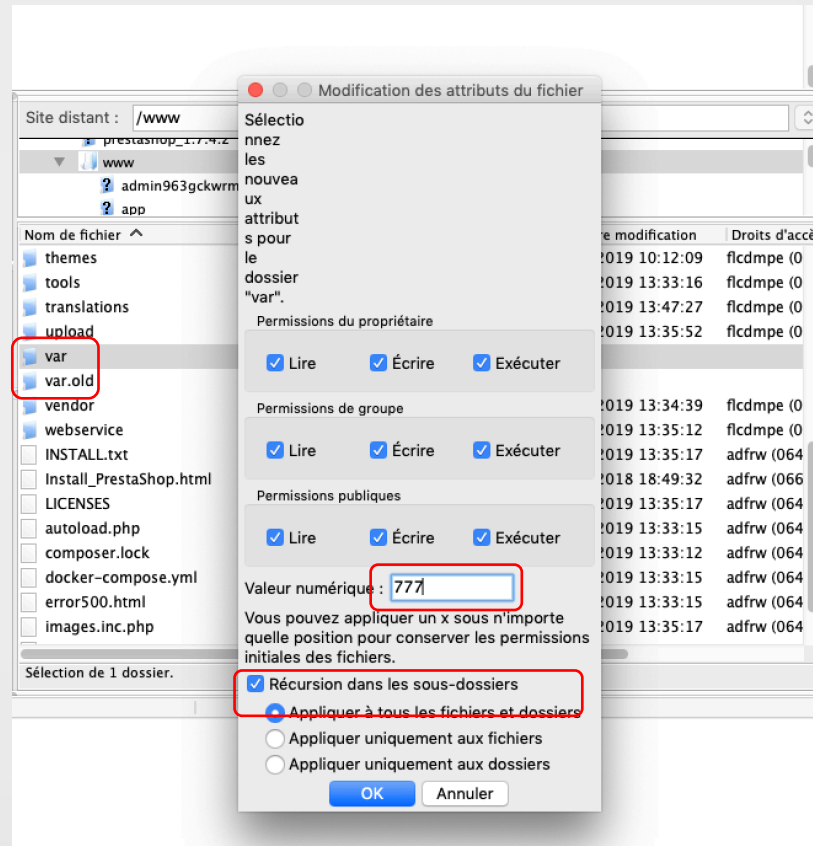 Modification des attributs du fichier
Site distant : /www
prestashop_1.7.4.2
www
admin963gckwrm
app
Sélectio
nnez
les
nouvea
ux
attribut
s pour
le
dossier
"var".
Nom de fichier
re modification
Droits d'accè
themes
2019 10:12:09
flcdmpe (0
tools
2019 13:33:16
flcdmpe (0
translations
2019 13:47:27
flcdmpe (0
upload
2019 13:35:52
flcdmpe (0
var
var.old
vendor
2019 13:34:39
flcdmpe (0
webservice
2019 13:35:12
flcdmpe (0
INSTALL.txt
2019 13:35:17
adfrw (064
Install_PrestaShop.html
2018 18:49:32
adfrw (066
LICENSES
2019 13:35:17
adfrw (064
autoload.php
2019 13:33:15
adfrw (064
composer.lock
2019 13:33:12
adfrw (064
docker-compose.yml
2019 13:33:15
adfrw (064
error500.html
2019 13:33:15
adfrw (064
images.inc.php
2019 13:35:17
adfrw (064
Sélection de 1 dossier.
Permissions du propriétaire
Lire Écrire Exécuter
Permissions de groupe
Lire Écrire Exécuter
Permissions publiques
Lire Écrire Exécuter
Valeur numérique : 777
Vous pouvez appliquer un x sous n'importe
quelle position pour conserver les permissions
initiales des fichiers.
Récursion dans les sous-dossiers
Appliquer à tous les fichiers et dossiers
Appliquer uniquement aux fichiers
Appliquer uniquement aux dossiers
OK Annuler